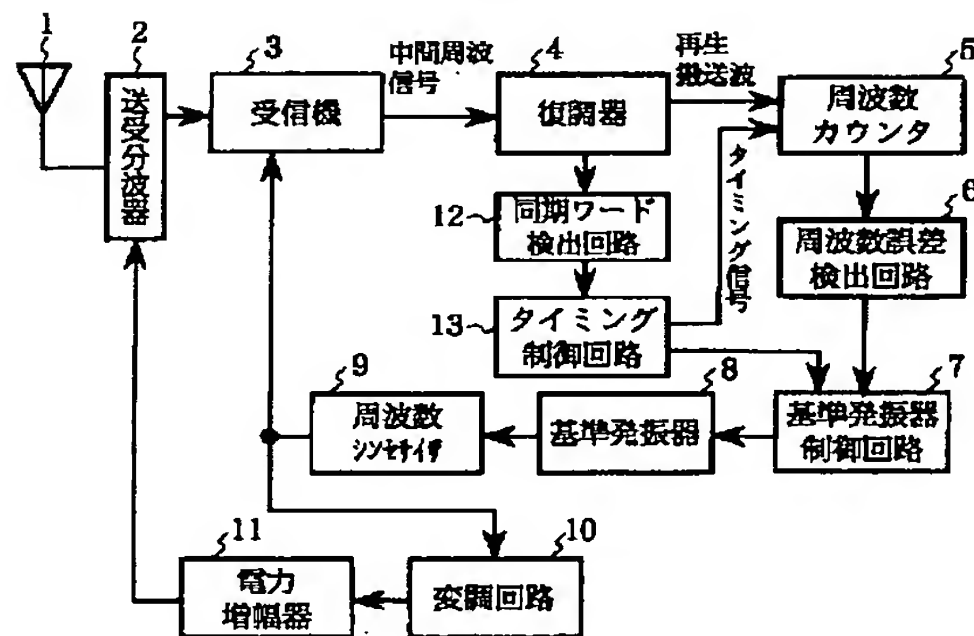 1
2
送受分波器
3
受信機
中間周波
信号
4
復調器
再生
搬送波
5
周波数
カウンタ
タイミング信号
12
同期ワード
検出回路
6
周波数誤差
検出回路
13
タイミング
制御回路
9
周波数
シンセサイザ
8
基準発振器
7
基準発振器
制御回路
11
電力
増幅器
10
変調回路